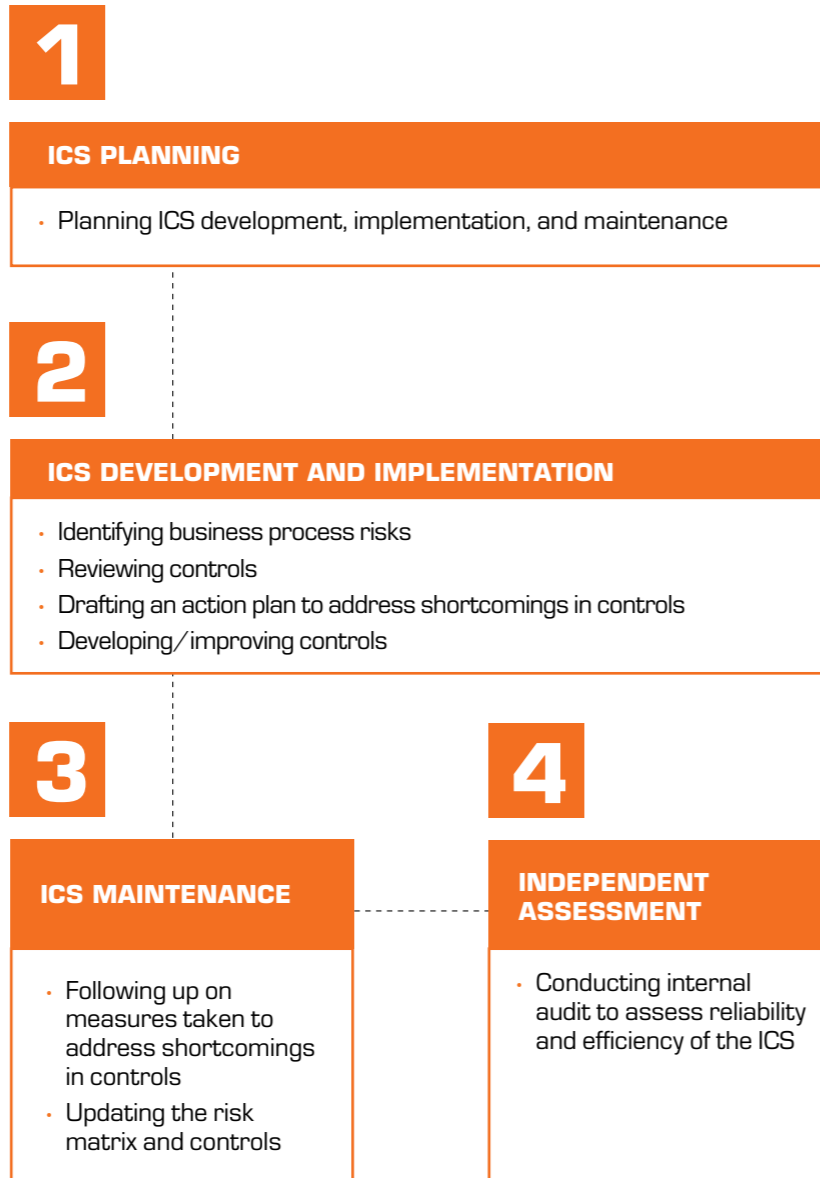 1
ICS PLANNING
• Planning ICS development, implementation, and maintenance
2
ICS DEVELOPMENT AND IMPLEMENTATION
• Identifying business process risks
• Reviewing controls
• Drafting an action plan to address shortcomings in controls
• Developing/improving controls
3
ICS MAINTENANCE
• Following up on
measures taken to
address shortcomings
in controls
• Updating the risk
matrix and controls
4
INDEPENDENT
ASSESSMENT
• Conducting internal
audit to assess reliability
and efficiency of the ICS